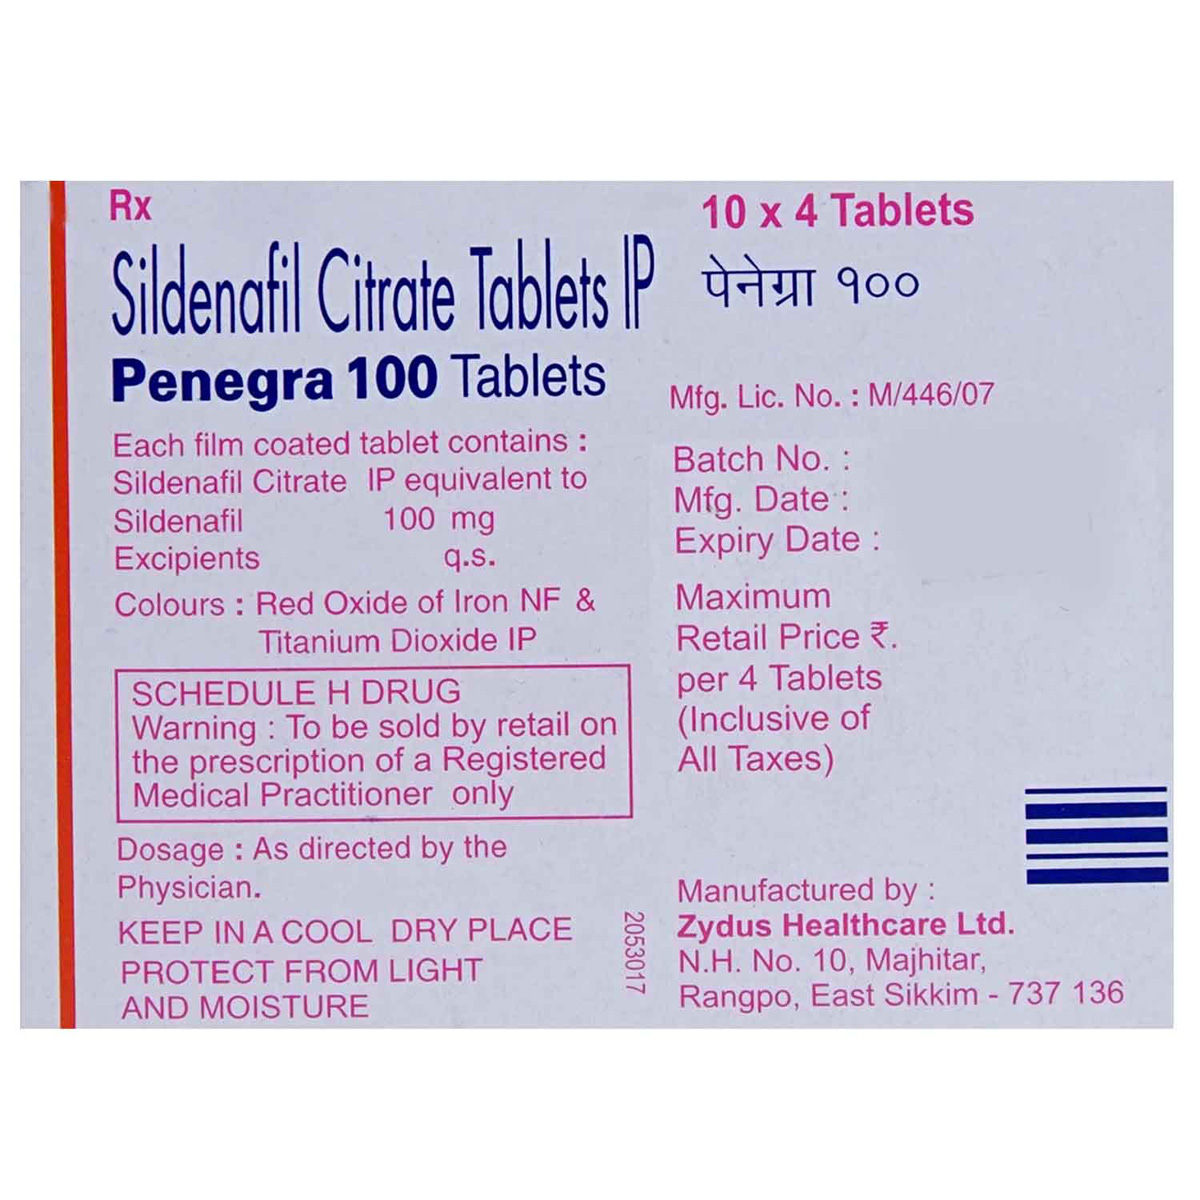 Rx
Sildenafil Citrate Tablets IP
Penegra 100 Tablets
Each film coated tablet contains :
Sildenafil Citrate IP equivalent to
Sildenafil 100 mg
Excipients q.s.
Colours : Red Oxide of Iron NF &
Titanium Dioxide IP
SCHEDULE H DRUG
Warning : To be sold by retail on
the prescription of a Registered
Medical Practitioner only
Dosage : As directed by the
Physician.
KEEP IN A COOL DRY PLACE
PROTECT FROM LIGHT
AND MOISTURE
2053017
10 x 4 Tablets
पेनेग्रा १००
Mfg. Lic. No. : M/446/07
Batch No. :
Mfg. Date :
Expiry Date :
Maximum
Retail Price ₹.
per 4 Tablets
(Inclusive of
All Taxes)
Manufactured by :
Zydus Healthcare Ltd.
N.H. No. 10, Majhitar,
Rangpo, East Sikkim - 737 136